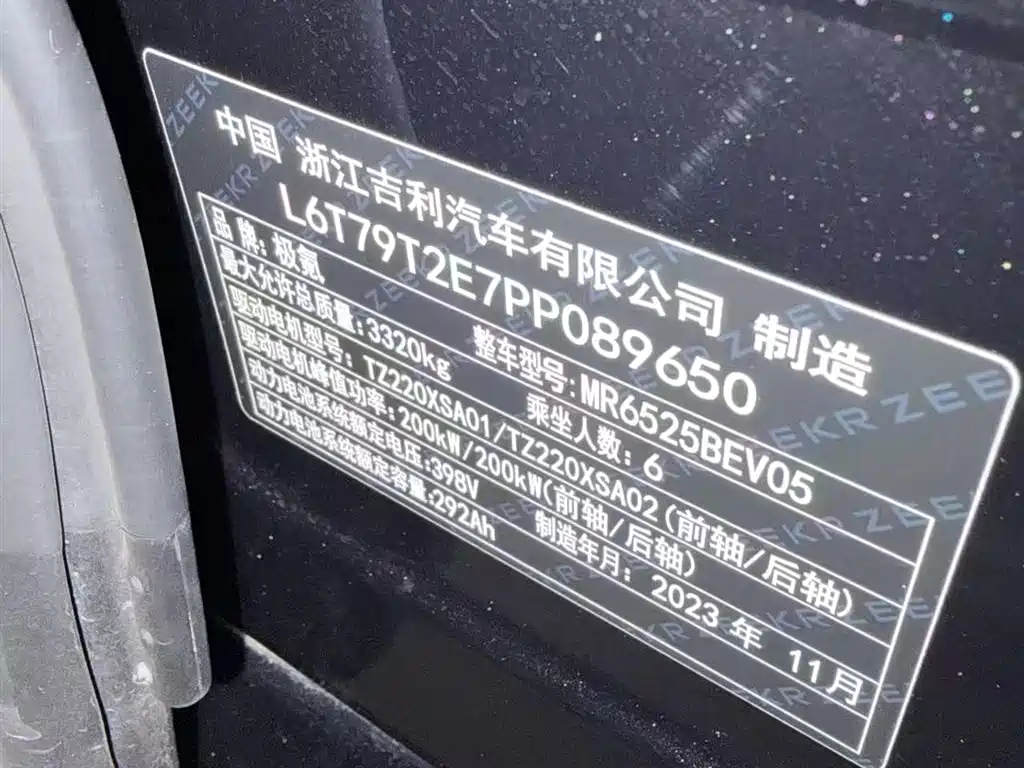 中国 浙江吉利汽车有限公司 制造
L6T79T2E7PP089650
品牌：极氪 整车型号：MR6525BEV05
最大允许总质量：3320kg 乘坐人数：6
驱动电机型号：TZ220XSA01/TZ220XSA02(前轴/后轴)
驱动电机峰值功率：200kW/200kW(前轴/后轴)
动力电池系统额定电压：398V
动力电池系统额定容量：292Ah 制造年月：2023年 11月